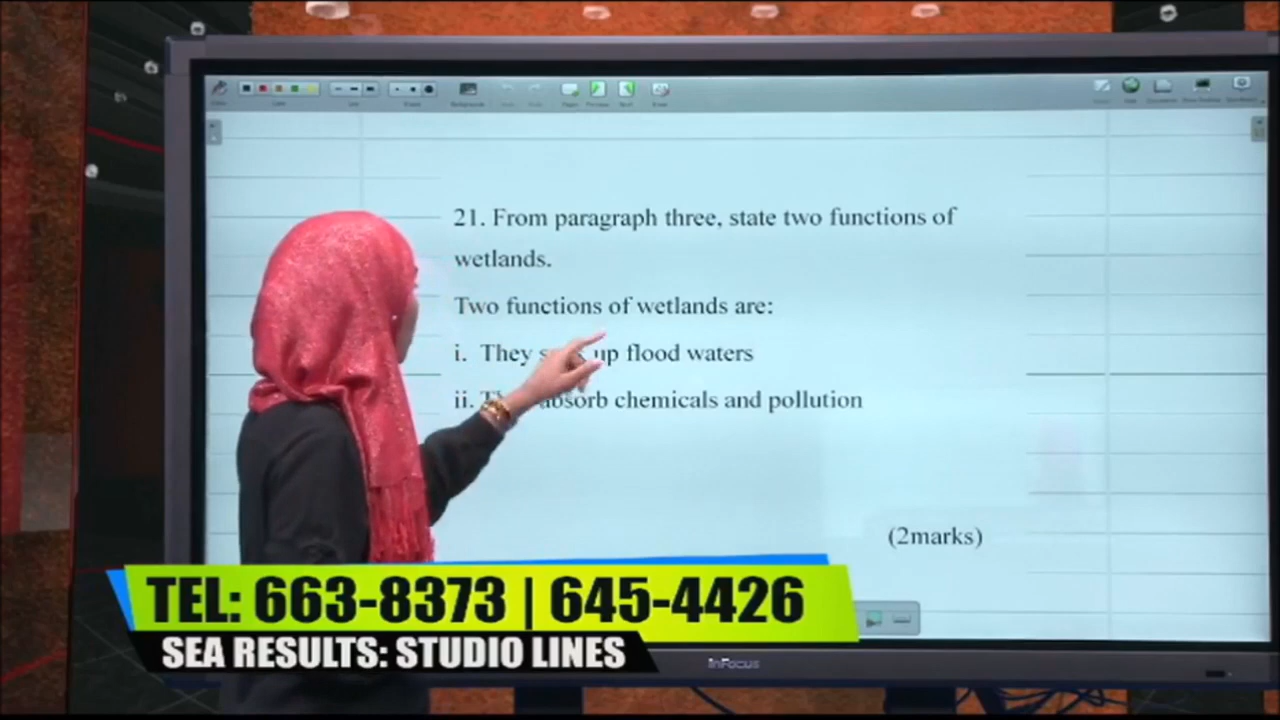 21. From paragraph three, state two functions of
wetlands.
Two functions of wetlands are:
i. They up flood waters
ii. absorb chemicals and pollution
(2marks)
TEL: 663-8373 | 645-4426
SEA RESULTS: STUDIO LINES
InFocus